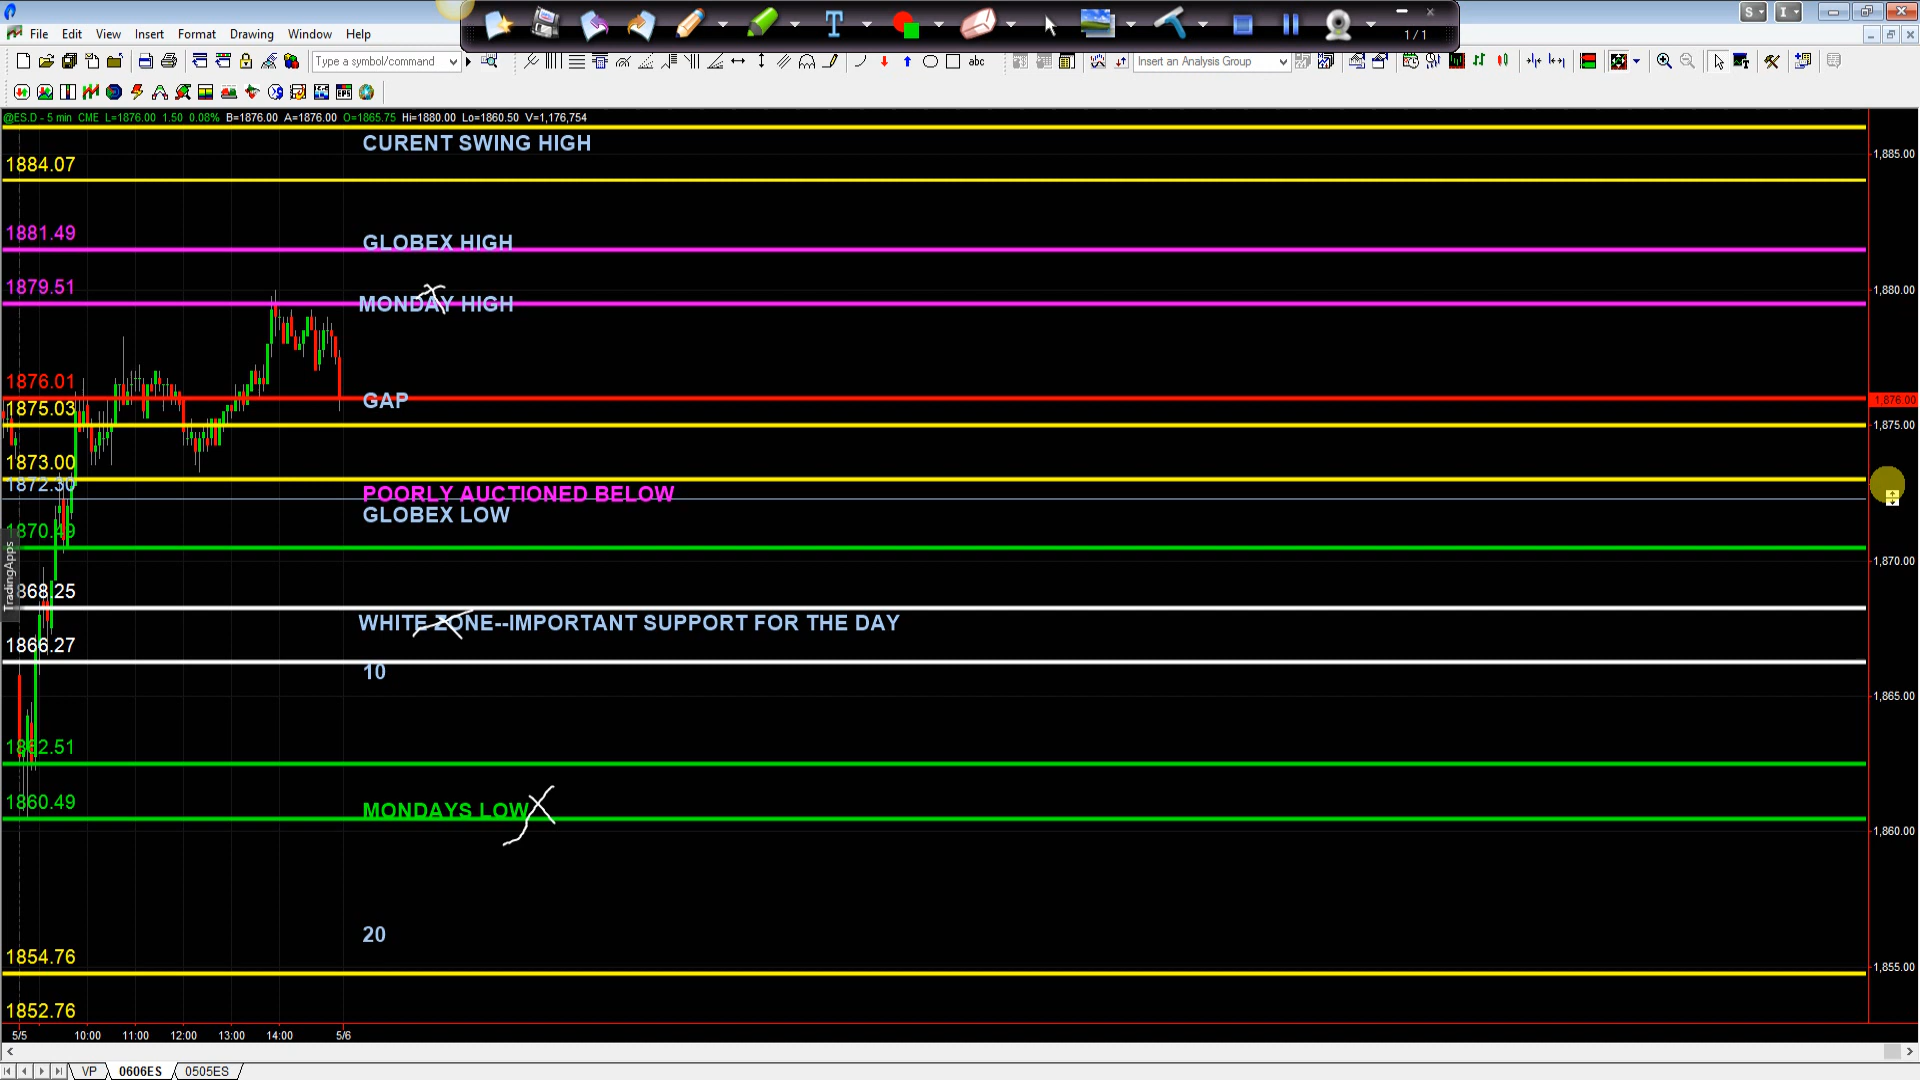 1 / 1
S
I
File Edit View Insert Format Drawing Window Help
Type a symbol/command
abc
Insert an Analysis Group
EPS
@ES.D - 5 min CME L=1876.00 1.50 0.08% B=1876.00 A=1876.00 O=1865.75 Hi=1880.00 Lo=1860.50 V=1,176,754
CURENT SWING HIGH
1,885.00
1884.07
1881.49
GLOBEX HIGH
1879.51
1,880.00
MONDAY HIGH
1876.01
GAP
1,876.00
1875.03
1,875.00
1873.00
1872.30
POORLY AUCTIONED BELOW
GLOBEX LOW
1870.49
1,870.00
TradingApps
1868.25
WHITE ZONE--IMPORTANT SUPPORT FOR THE DAY
1866.27
10
1,865.00
1862.51
1860.49
MONDAYS LOW
1,860.00
20
1854.76
1,855.00
1852.76
5/5 10:00 11:00 12:00 13:00 14:00 5/6
VP 0606ES 0505ES